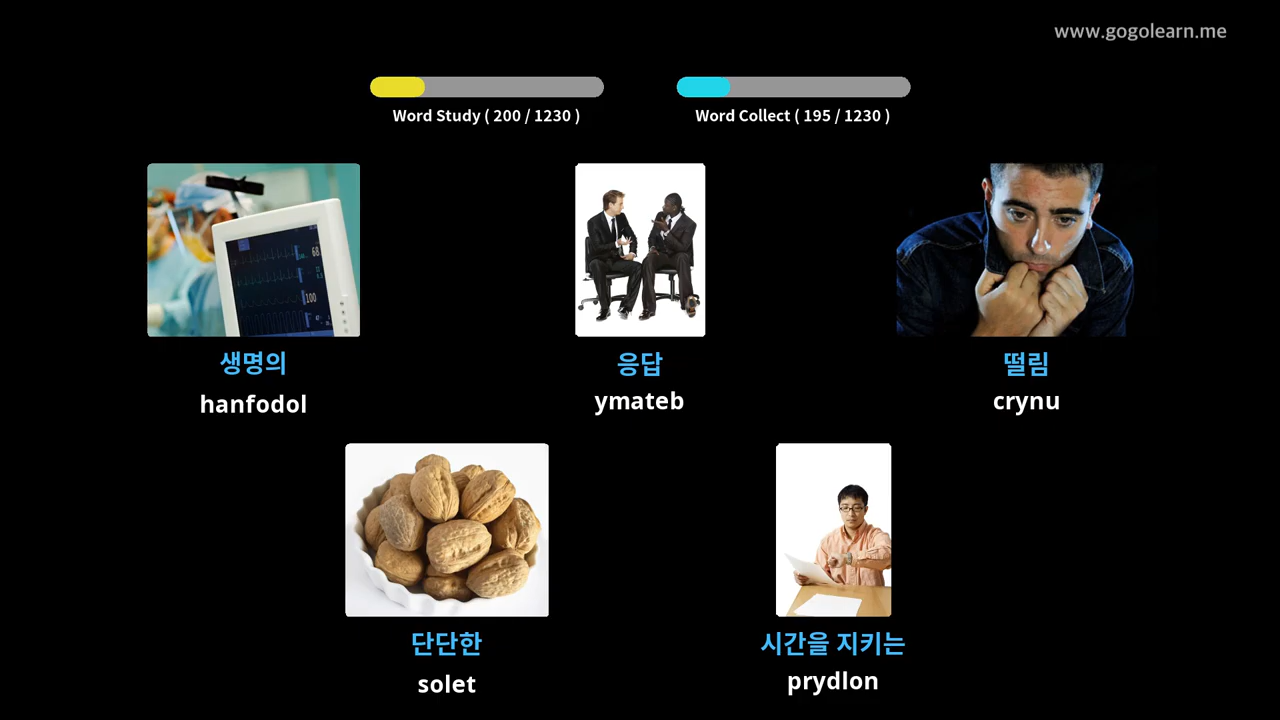 www.gogolearn.me
Word Study ( 200 / 1230 )
Word Collect ( 195 / 1230 )
생명의
hanfodol
응답
ymateb
떨림
crynu
단단한
solet
시간을 지키는
prydlon